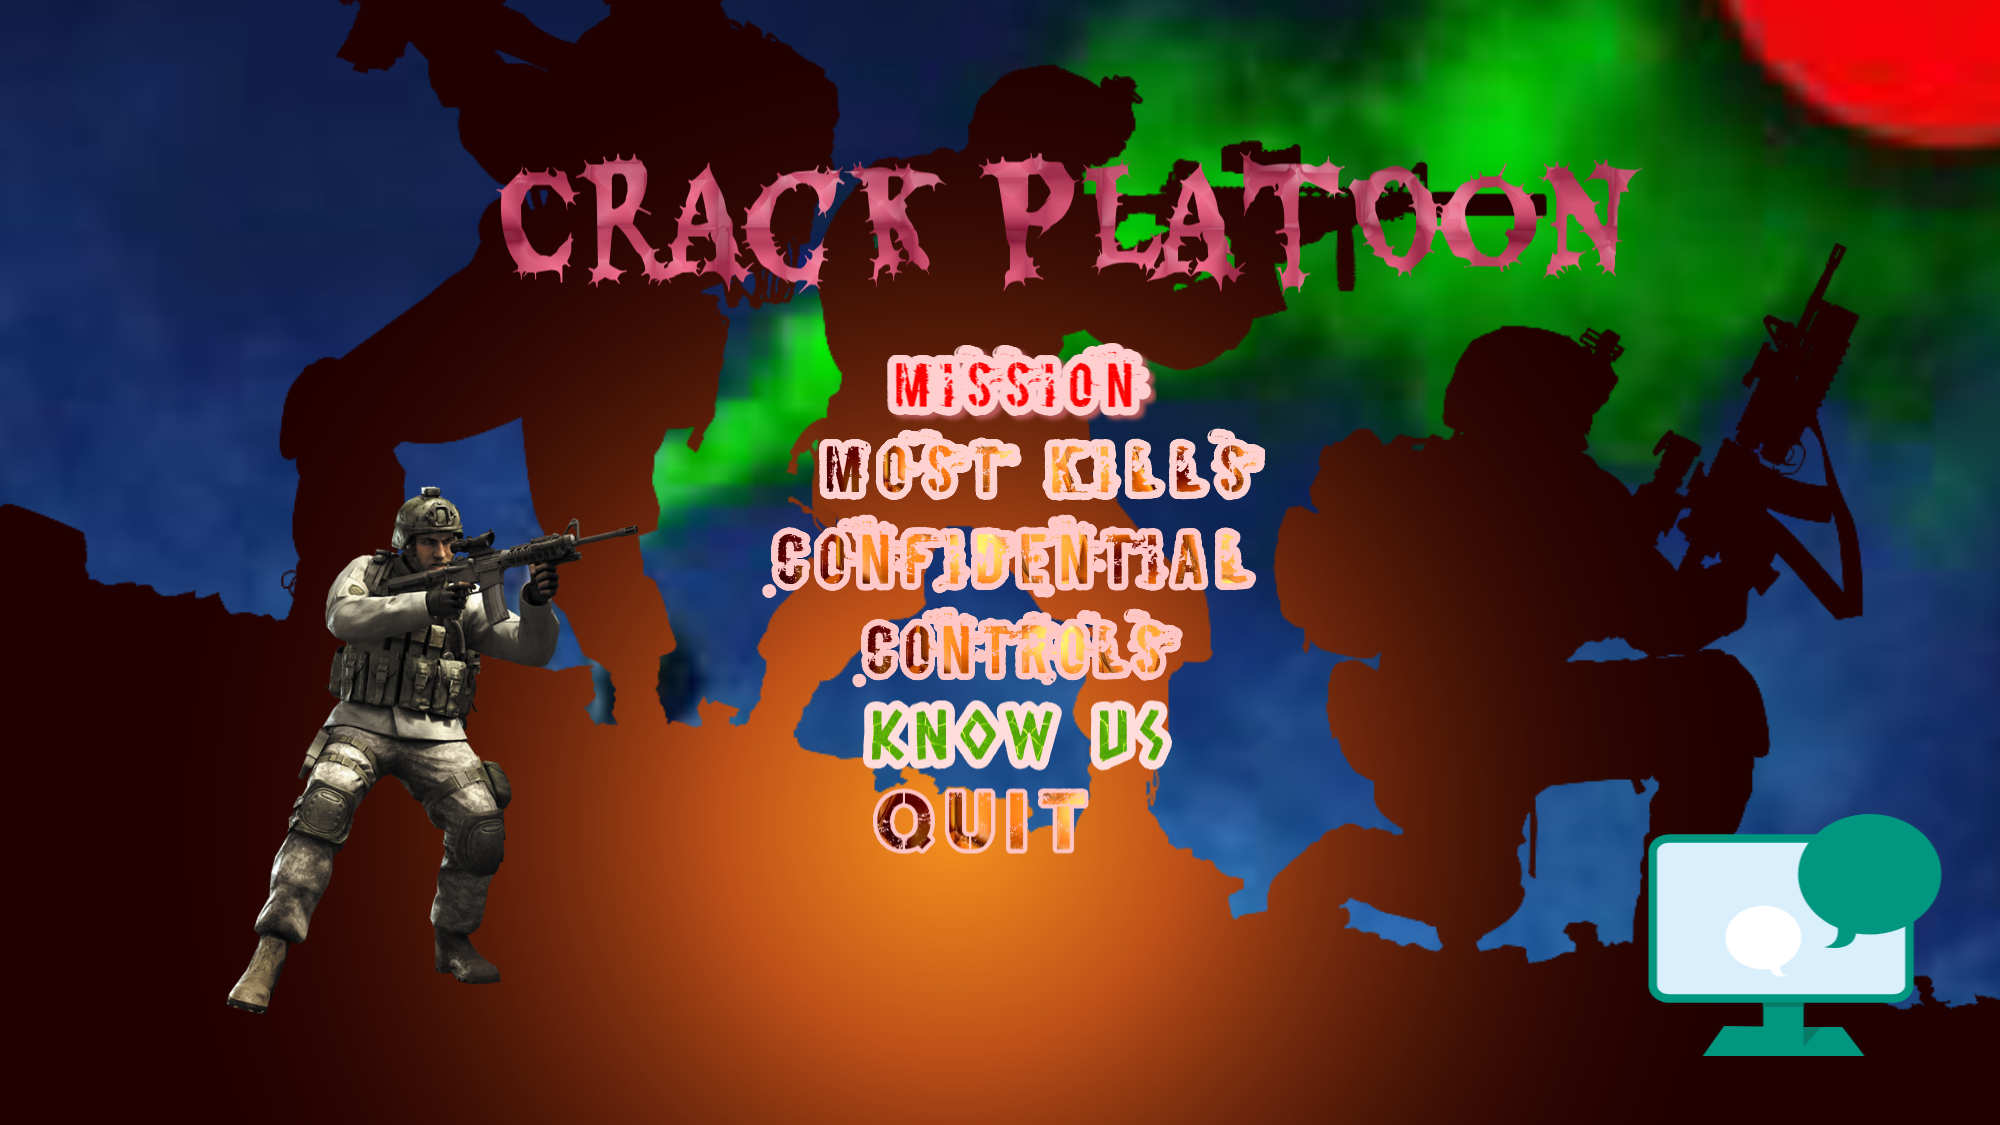 CRACK PLATOON
MISSION
MOST KILLS
CONFIDENTIAL
CONTROLS
KNOW US
QUIT